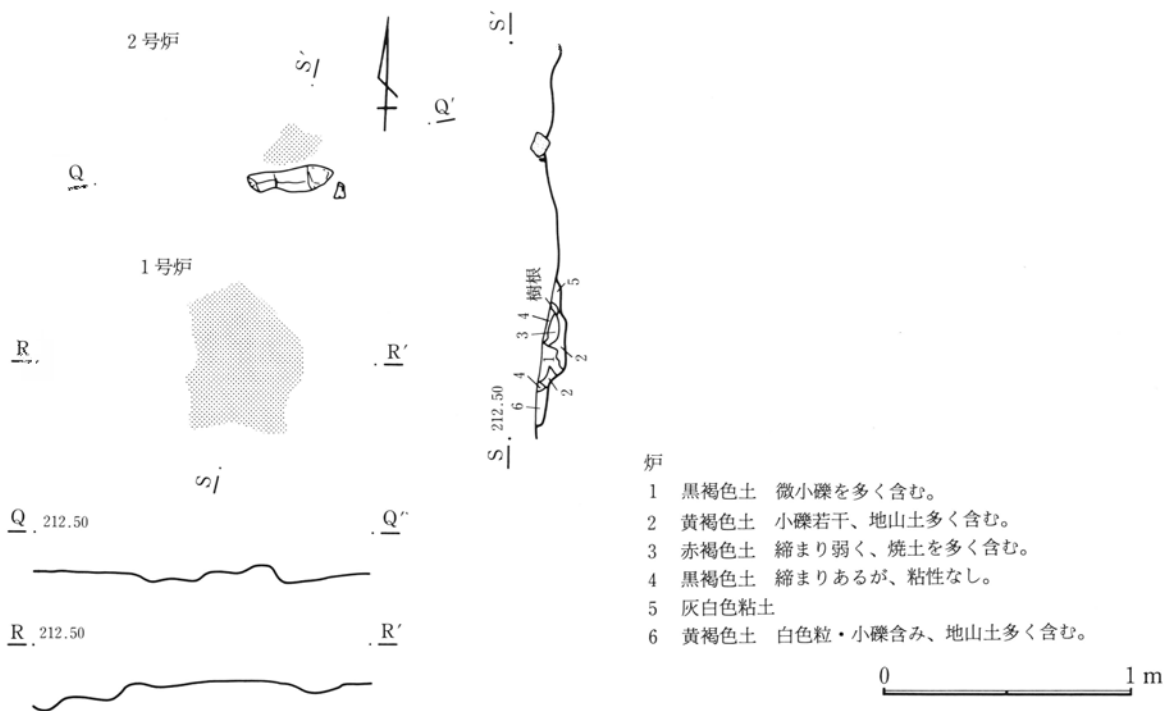 2号炉
S′
Q′
Q
1号炉
R
R′
S
S′
樹根
5
4
3
1
2
4
2
6
212.50
S
Q 212.50 Q″
R 212.50 R′
炉
1 黒褐色土 微小礫を多く含む。
2 黄褐色土 小礫若干、地山土多く含む。
3 赤褐色土 締まり弱く、焼土を多く含む。
4 黒褐色土 締まりあるが、粘性なし。
5 灰白色粘土
6 黄褐色土 白色粒・小礫含み、地山土多く含む。
0 1 m